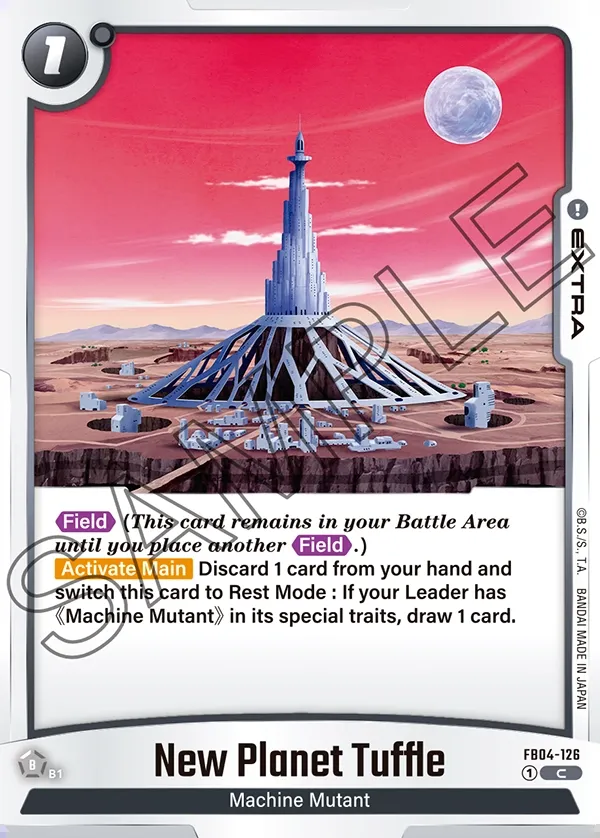 1
! EXTRA
SAMPLE
Field (This card remains in your Battle Area
until you place another Field.)
Activate Main Discard 1 card from your hand and
switch this card to Rest Mode : If your Leader has
《Machine Mutant》 in its special traits, draw 1 card.
©B.S./S., T.A. BANDAI MADE IN JAPAN
B B1
New Planet Tuffle
FB04-126
1 C
Machine Mutant